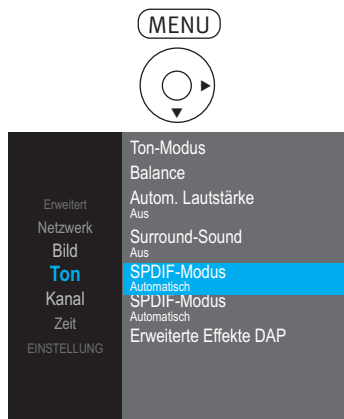 MENU
Erweitert
Netzwerk
Bild
Ton
Kanal
Zeit
EINSTELLUNG
Ton-Modus
Balance
Autom. Lautstärke
Aus
Surround-Sound
Aus
SPDIF-Modus
Automatisch
SPDIF-Modus
Automatisch
Erweiterte Effekte DAP